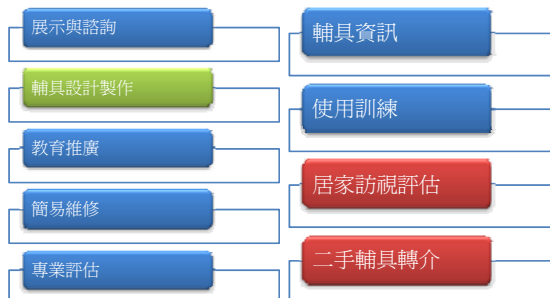 展示與諮詢
輔具設計製作
教育推廣
簡易維修
專業評估
輔具資訊
使用訓練
居家訪視評估
二手輔具轉介